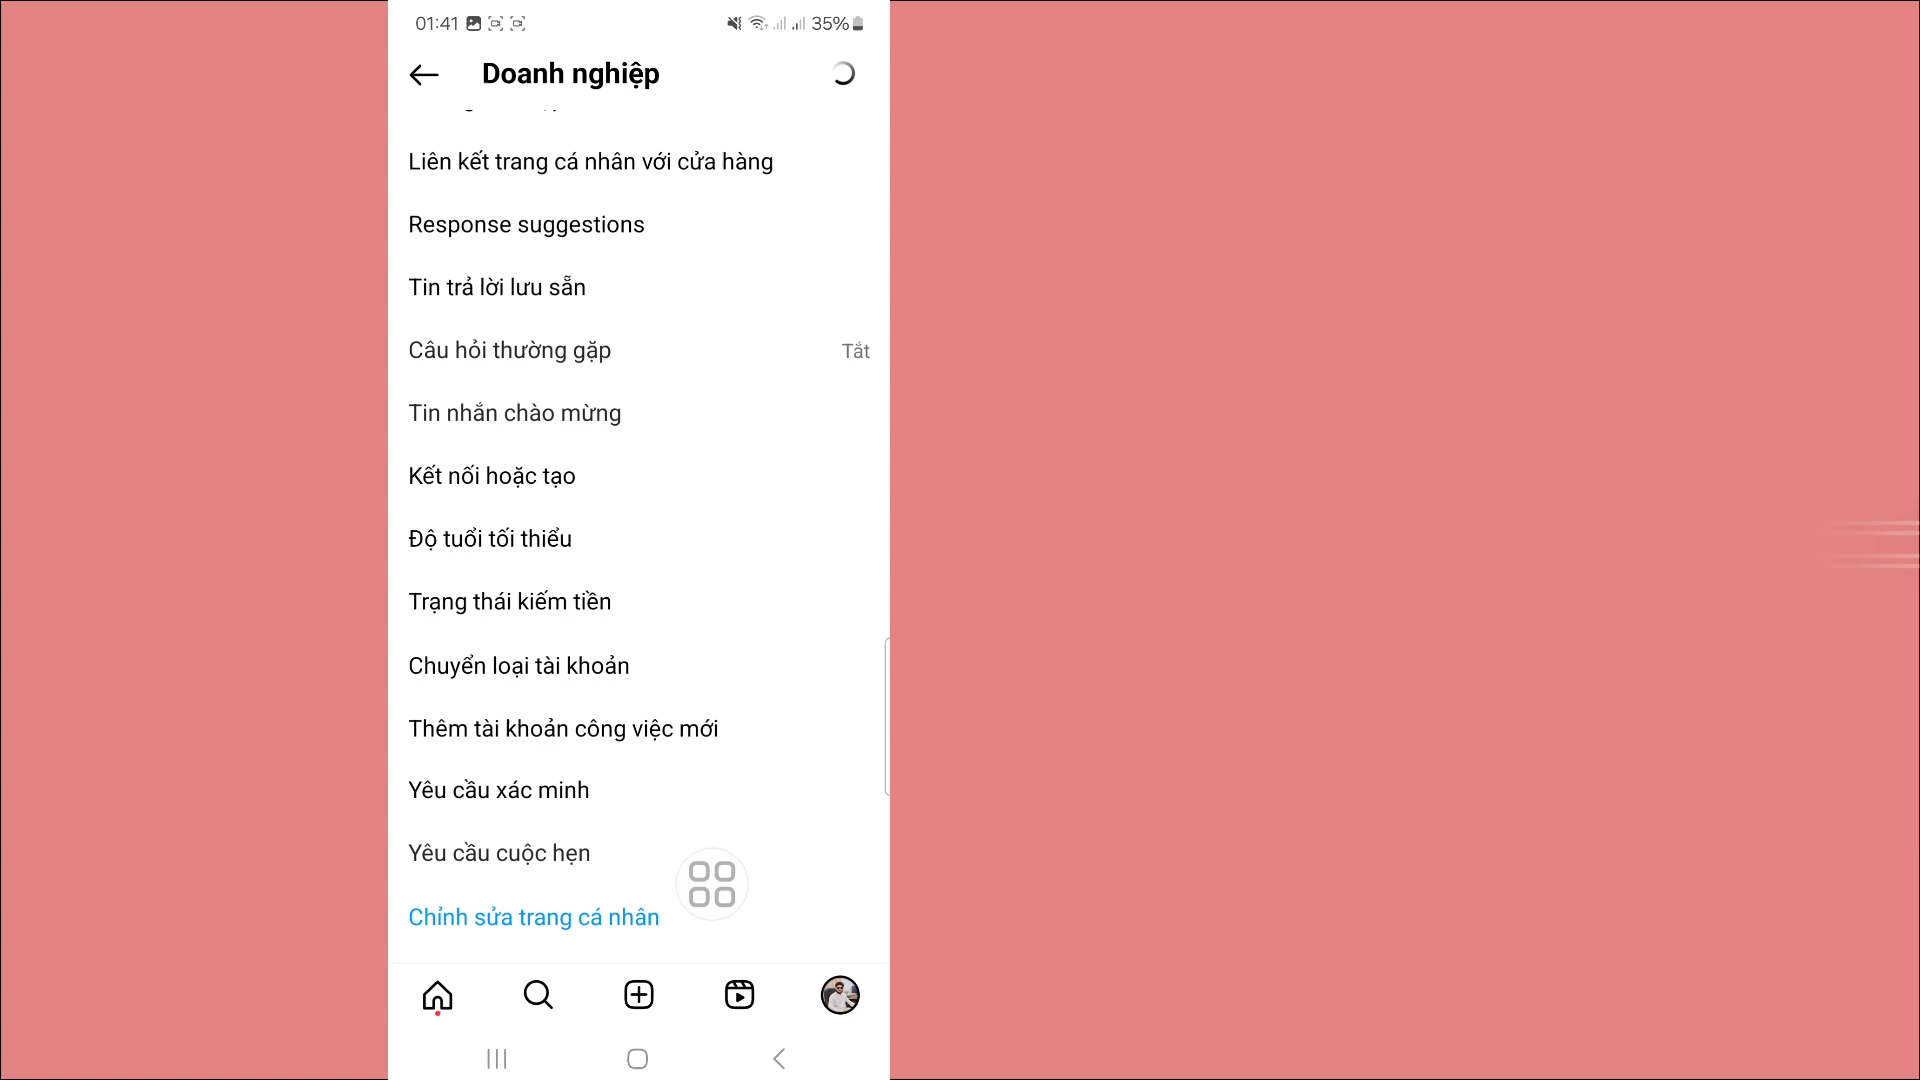 01:41
35%
Doanh nghiệp
Liên kết trang cá nhân với cửa hàng
Response suggestions
Tin trả lời lưu sẵn
Câu hỏi thường gặp
Tắt
Tin nhắn chào mừng
Kết nối hoặc tạo
Độ tuổi tối thiểu
Trạng thái kiếm tiền
Chuyển loại tài khoản
Thêm tài khoản công việc mới
Yêu cầu xác minh
Yêu cầu cuộc hẹn
Chỉnh sửa trang cá nhân